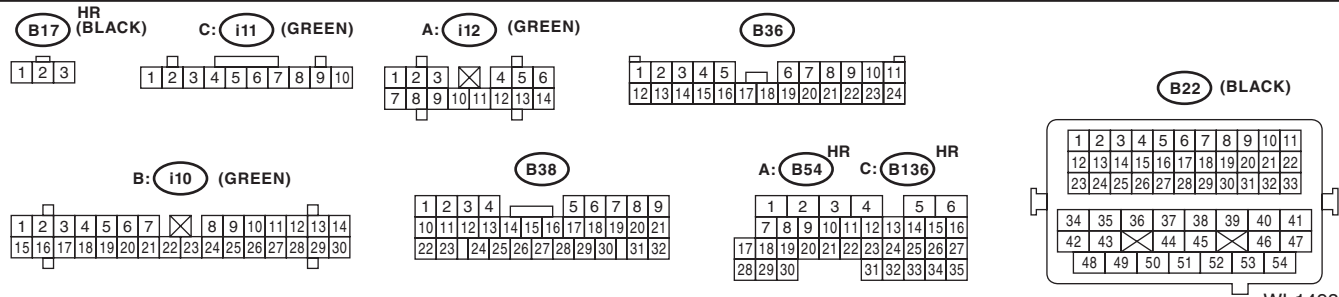 HR
B17 (BLACK)
1 2 3
C: i11 (GREEN)
1 2 3 4 5 6 7 8 9 10
A: i12 (GREEN)
1 2 3 4 5 6
7 8 9 10 11 12 13 14
B36
1 2 3 4 5 6 7 8 9 10 11
12 13 14 15 16 17 18 19 20 21 22 23 24
B22 (BLACK)
1 2 3 4 5 6 7 8 9 10 11
12 13 14 15 16 17 18 19 20 21 22
23 24 25 26 27 28 29 30 31 32 33
34 35 36 37 38 39 40 41
42 43 44 45 46 47
48 49 50 51 52 53 54
B: i10 (GREEN)
1 2 3 4 5 6 7 8 9 10 11 12 13 14
15 16 17 18 19 20 21 22 23 24 25 26 27 28 29 30
B38
1 2 3 4 5 6 7 8 9
10 11 12 13 14 15 16 17 18 19 20 21
22 23 24 25 26 27 28 29 30 31 32
A: B54 HR C: B136 HR
1 2 3 4 5 6
7 8 9 10 11 12 13 14 15 16
17 18 19 20 21 22 23 24 25 26 27
28 29 30 31 32 33 34 35